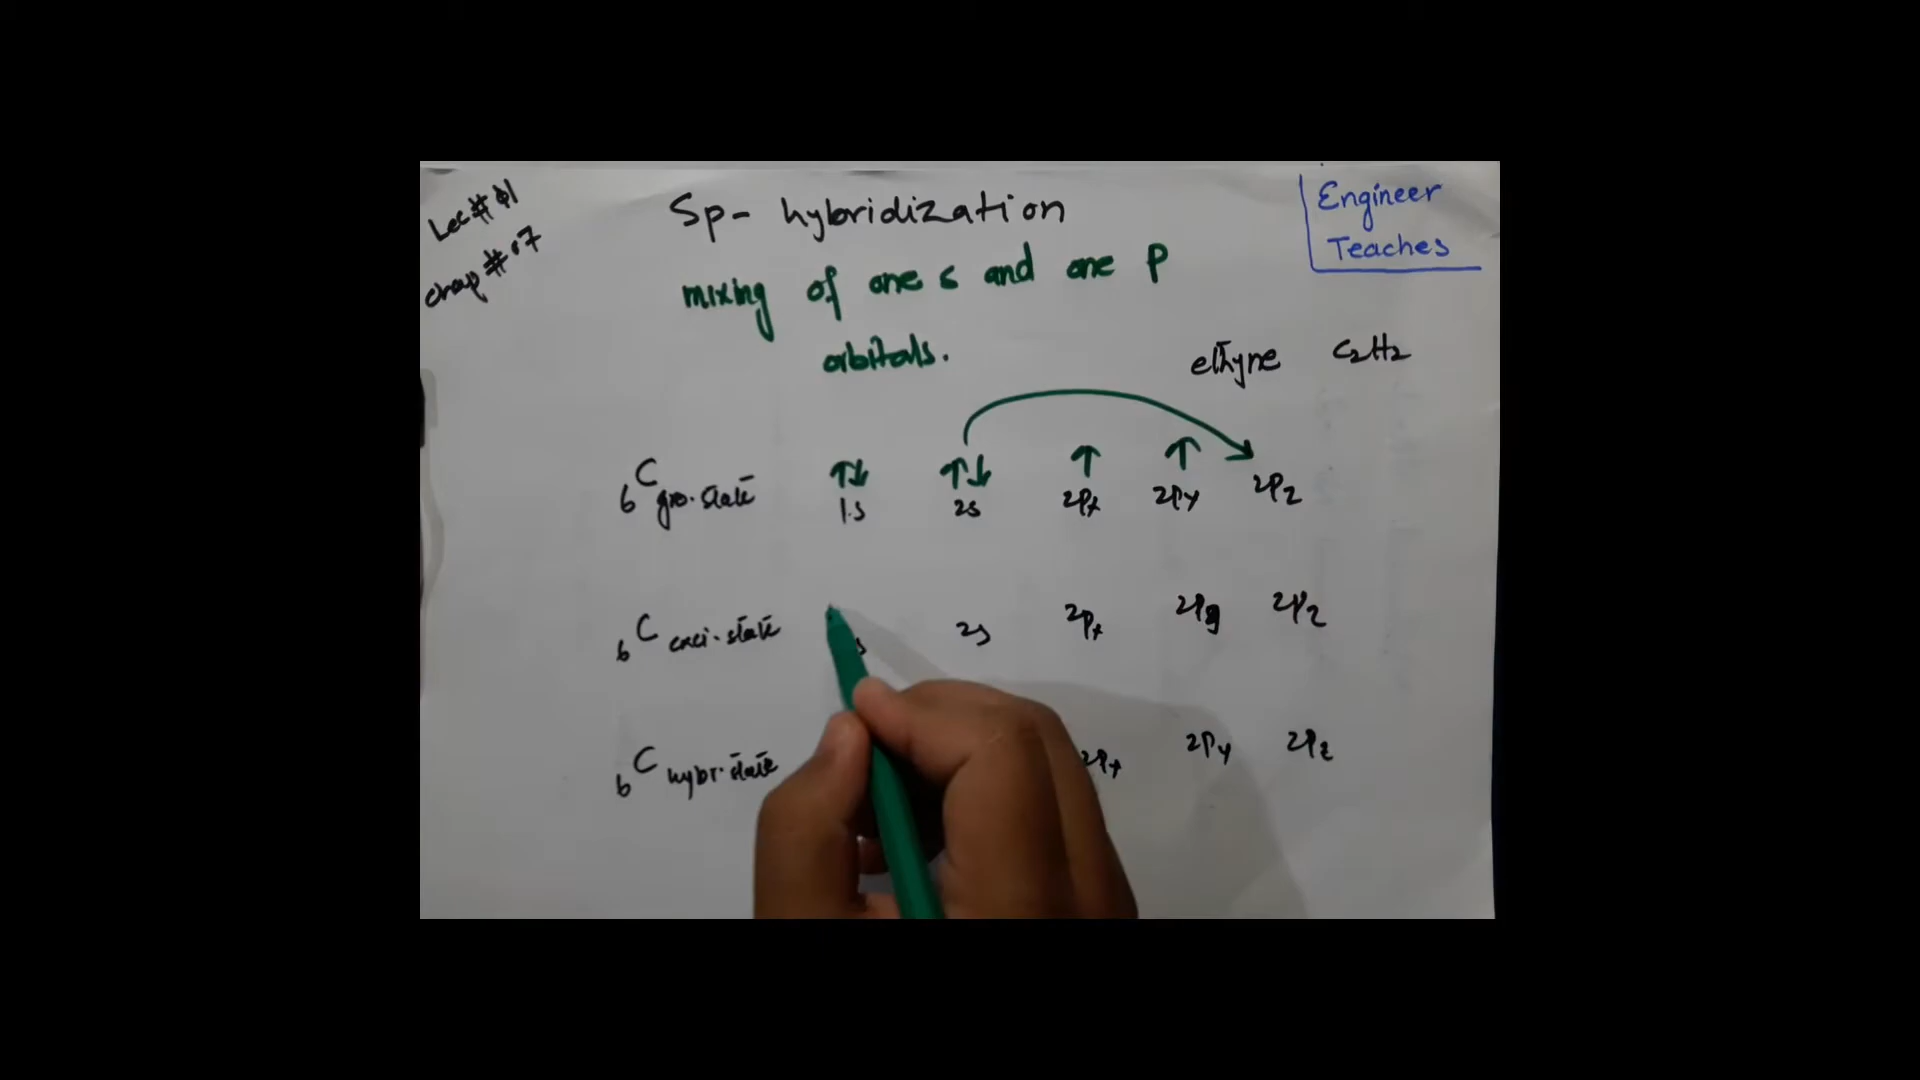 Lec# 01
chap# 07
Sp- hybridization
Engineer
Teaches
mixing of one s and one p
orbitals.
ethyne C2H2
6C gro. state ↑↓ ↑↓ ↑ ↑
1s 2s 2px 2py 2pz
6C exci. state s 2s 2px 2py 2pz
6C hybr. state 2px 2py 2pz